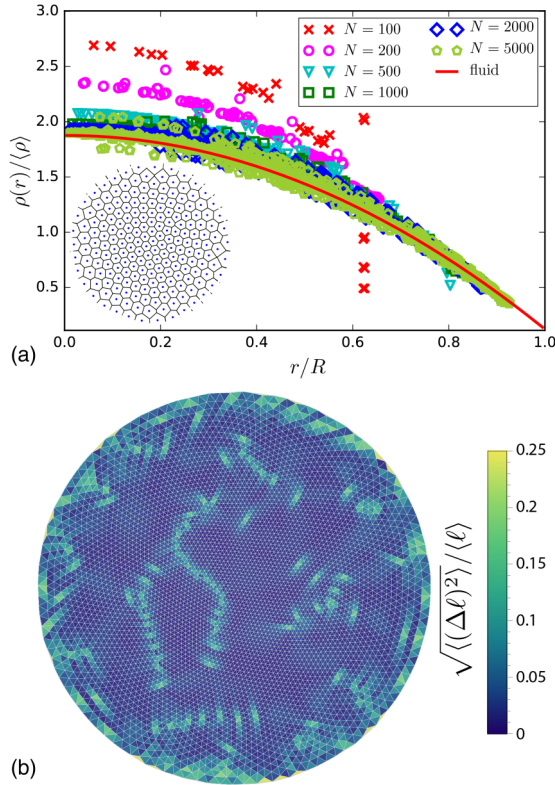 3.0
2.5
2.0
1.5
1.0
0.5
ρ(r)/⟨ρ⟩
N = 100
N = 200
N = 500
N = 1000
N = 2000
N = 5000
fluid
0.0 0.2 0.4 0.6 0.8 1.0
r/R
(a)
0.25
0.2
0.15
0.1
0.05
0
√⟨(Δℓ)²⟩/⟨ℓ⟩
(b)